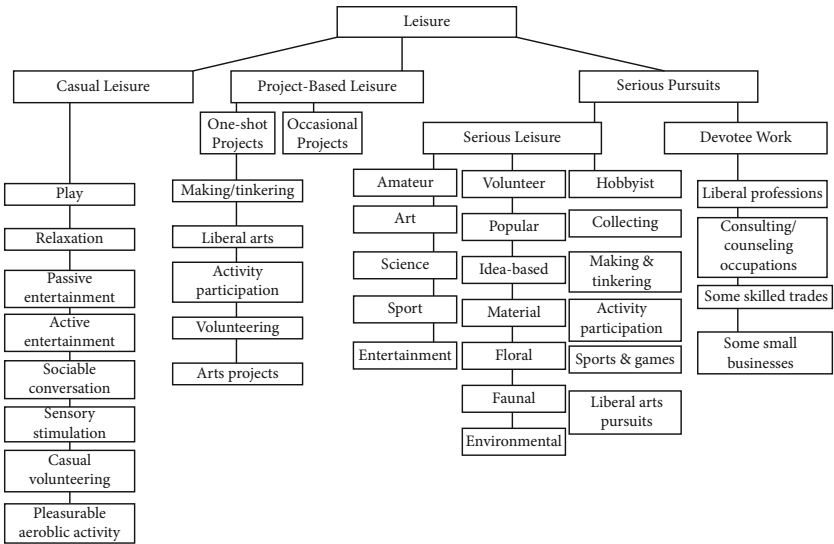 Leisure
Casual Leisure
Project-Based Leisure
Serious Pursuits
One-shot
Projects
Occasional
Projects
Serious Leisure
Devotee Work
Play
Relaxation
Passive
entertainment
Active
entertainment
Sociable
conversation
Sensory
stimulation
Casual
volunteering
Pleasurable
aeroblic activity
Making/tinkering
Liberal arts
Activity
participation
Volunteering
Arts projects
Amateur
Art
Science
Sport
Entertainment
Volunteer
Popular
Idea-based
Material
Floral
Faunal
Environmental
Hobbyist
Collecting
Making &
tinkering
Activity
participation
Sports & games
Liberal arts
pursuits
Liberal professions
Consulting/
counseling
occupations
Some skilled trades
Some small
businesses